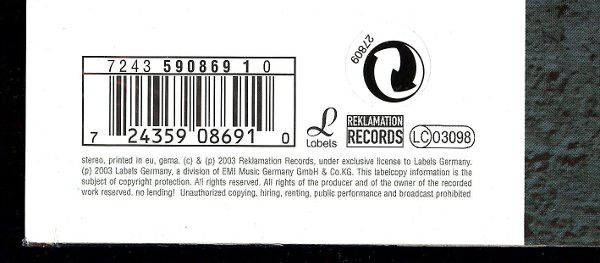 27809
7243 590869 1 0
7 24359 08691 0
L
Labels
REKLAMATION
RECORDS
LC 03098
stereo, printed in eu, gema. (c) & (p) 2003 Reklamation Records, under exclusive license to Labels Germany.
(p) 2003 Labels Germany, a division of EMI Music Germany GmbH & Co.KG. This labelcopy information is the
subject of copyright protection. All rights reserved. All rights of the producer and of the owner of the recorded
work reserved. no lending! Unauthorized copying, hiring, renting, public performance and broadcast prohibited